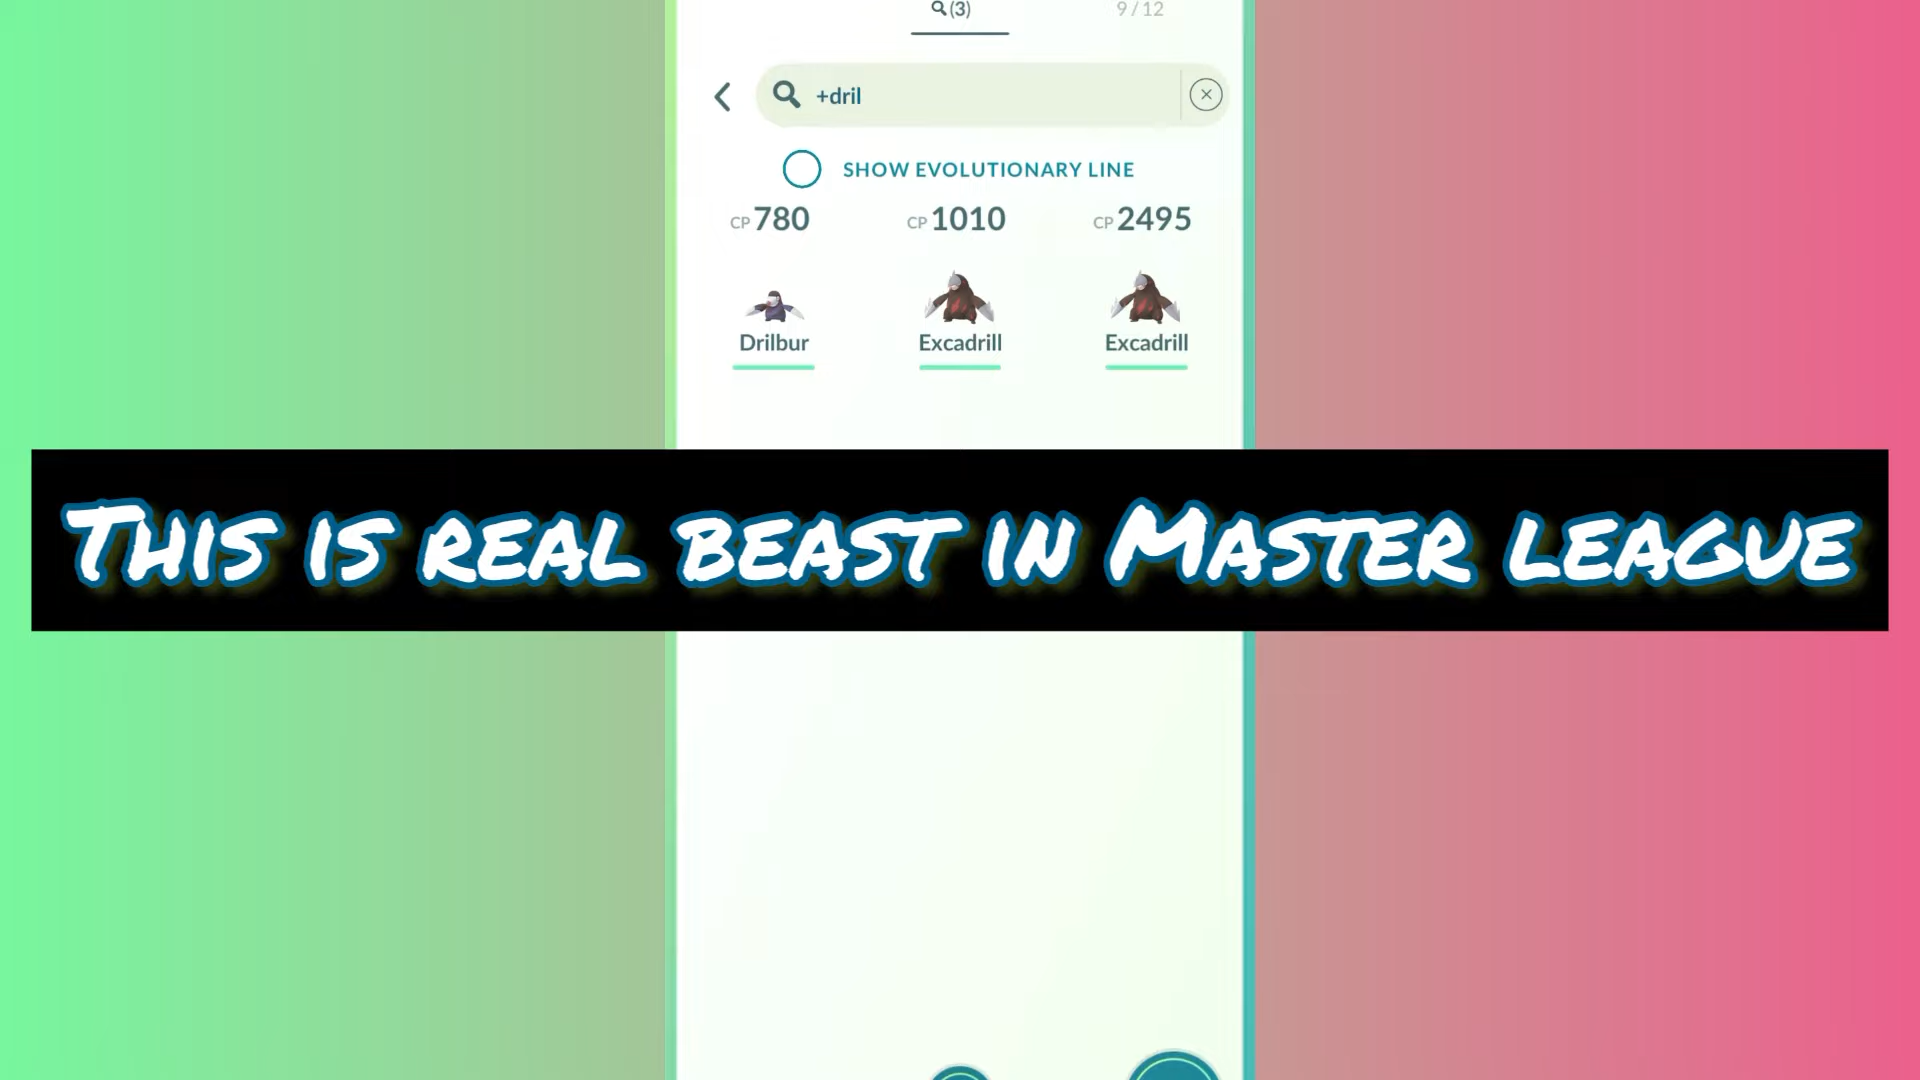 (3) 9 / 12
+dril
SHOW EVOLUTIONARY LINE
CP 780 CP 1010 CP 2495
Drilbur Excadrill Excadrill
This is real beast in Master league